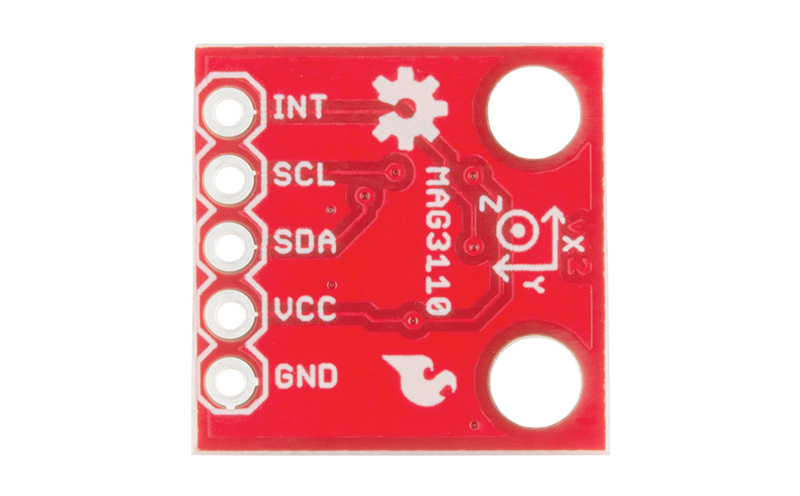 INT
SCL
SDA
VCC
GND
MAG3110
Z
X
Y